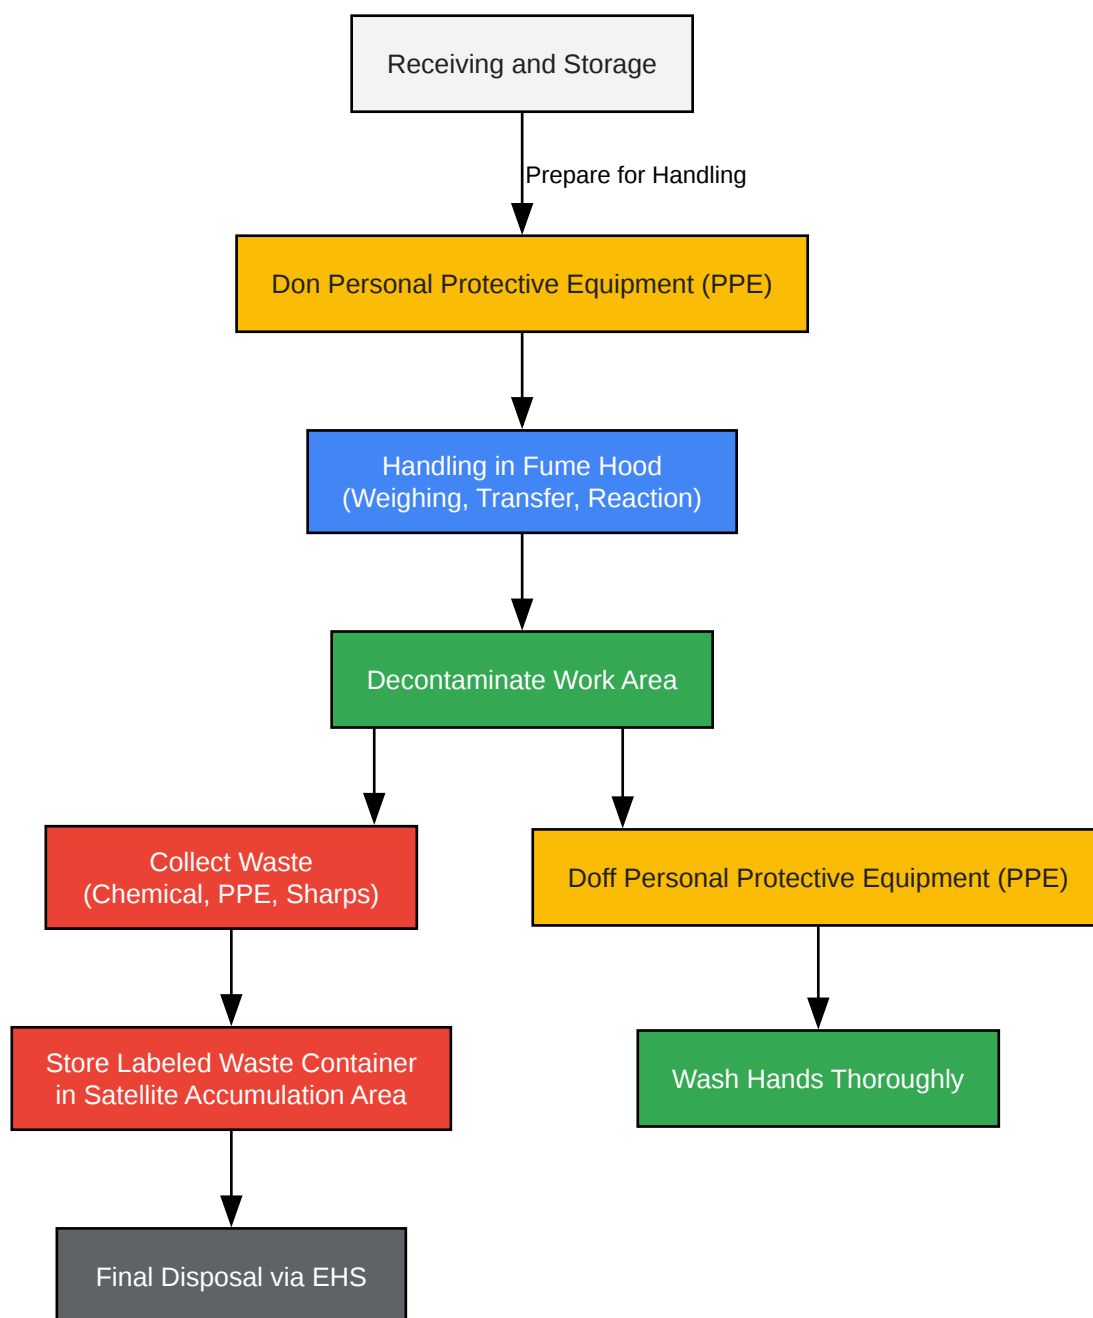 Receiving and Storage
Prepare for Handling
Don Personal Protective Equipment (PPE)
Handling in Fume Hood
(Weighing, Transfer, Reaction)
Decontaminate Work Area
Collect Waste
(Chemical, PPE, Sharps)
Doff Personal Protective Equipment (PPE)
Store Labeled Waste Container
in Satellite Accumulation Area
Wash Hands Thoroughly
Final Disposal via EHS